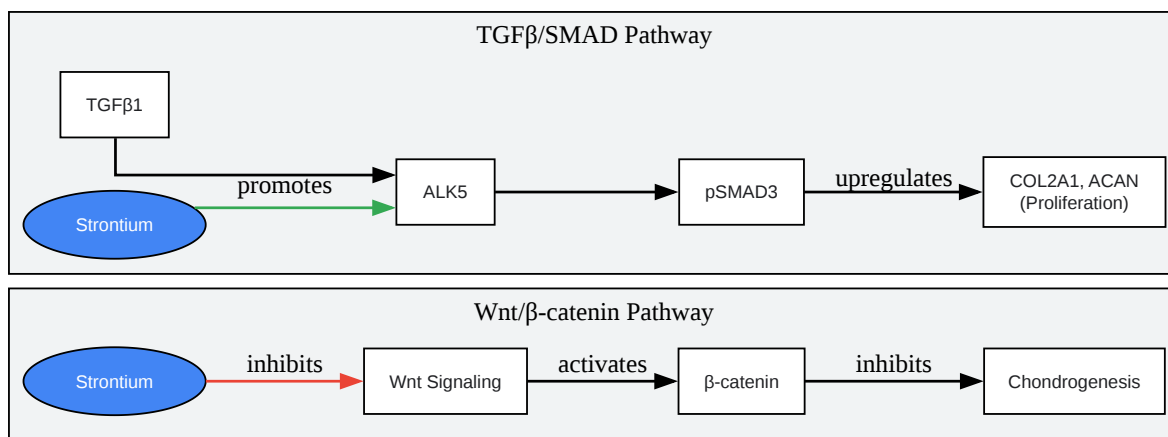 TGFβ/SMAD Pathway
TGFβ1
promotes
Strontium
ALK5
pSMAD3
upregulates
COL2A1, ACAN
(Proliferation)
Wnt/β-catenin Pathway
Strontium
inhibits
Wnt Signaling
activates
β-catenin
inhibits
Chondrogenesis